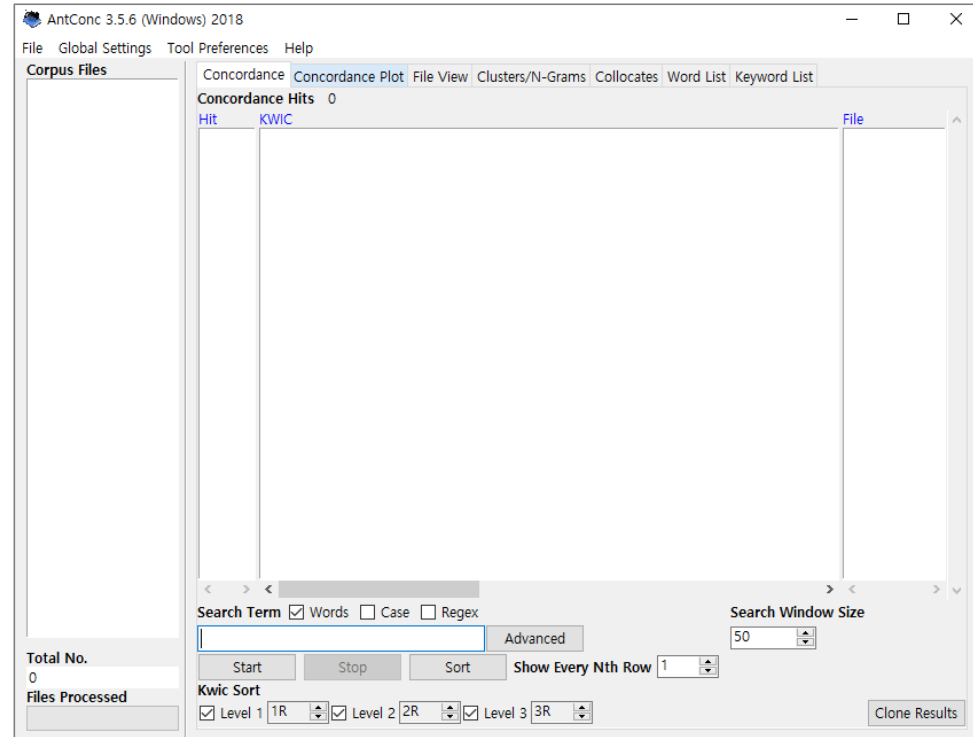 AntConc 3.5.6 (Windows) 2018
File Global Settings Tool Preferences Help
Corpus Files
Concordance Concordance Plot File View Clusters/N-Grams Collocates Word List Keyword List
Concordance Hits 0
Hit KWIC File
Search Term Words Case Regex Search Window Size
Advanced 50
Total No.
0
Start Stop Sort Show Every Nth Row 1
Files Processed
Kwic Sort
Level 1 1R Level 2 2R Level 3 3R Clone Results